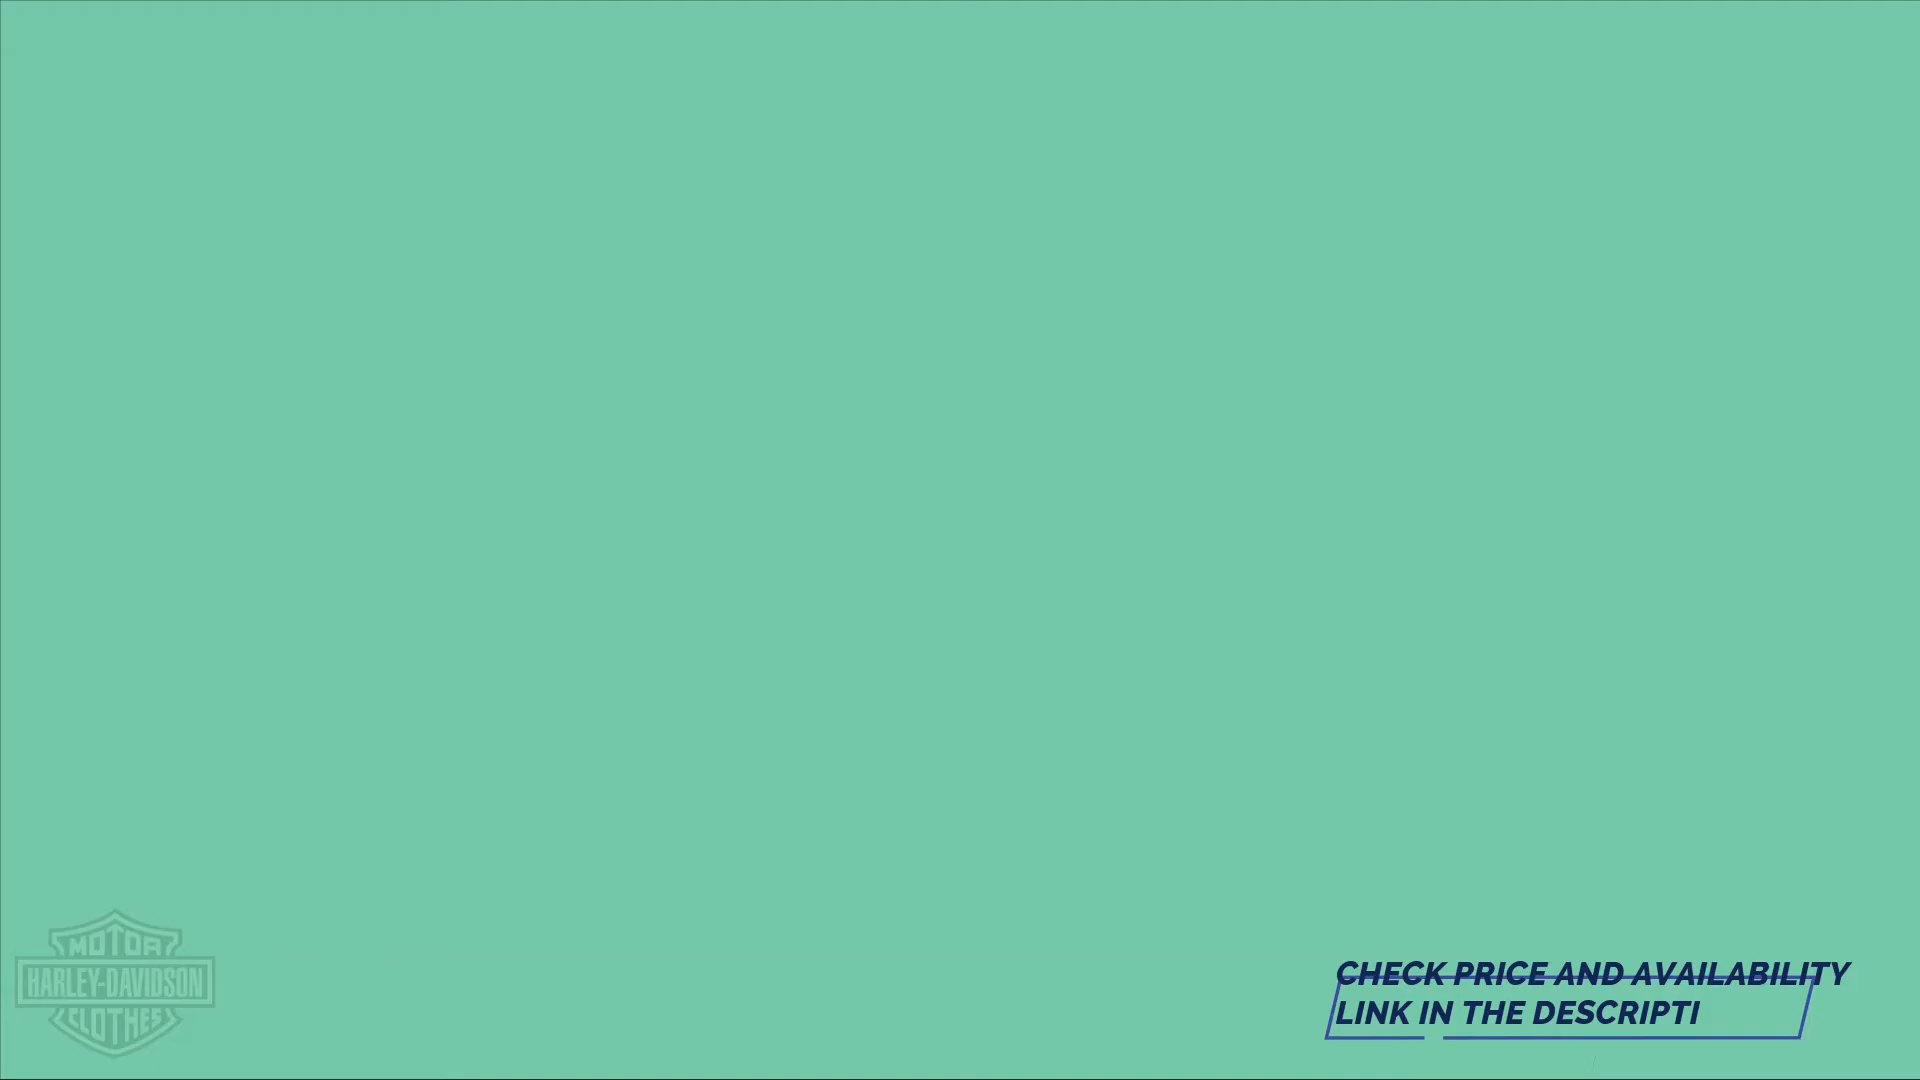 MOTOR
HARLEY-DAVIDSON
CLOTHES
CHECK PRICE AND AVAILABILITY
LINK IN THE DESCRIPTI